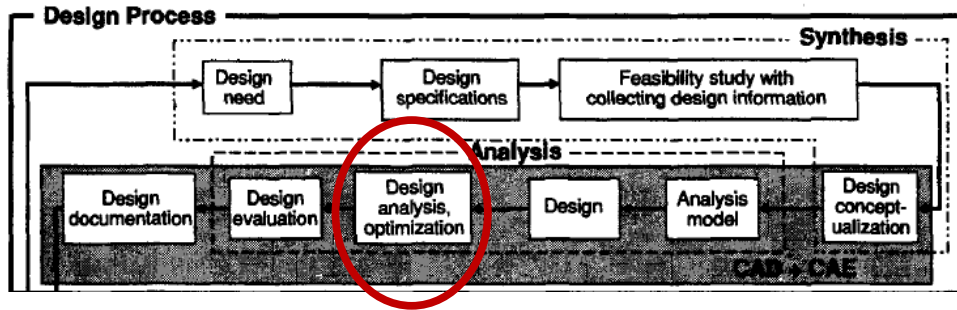 Design Process
Synthesis
Design
need
Design
specifications
Feasibility study with
collecting design information
Analysis
Design
documentation
Design
evaluation
Design
analysis,
optimization
Design
Analysis
model
Design
concept-
ualization
CAD + CAE